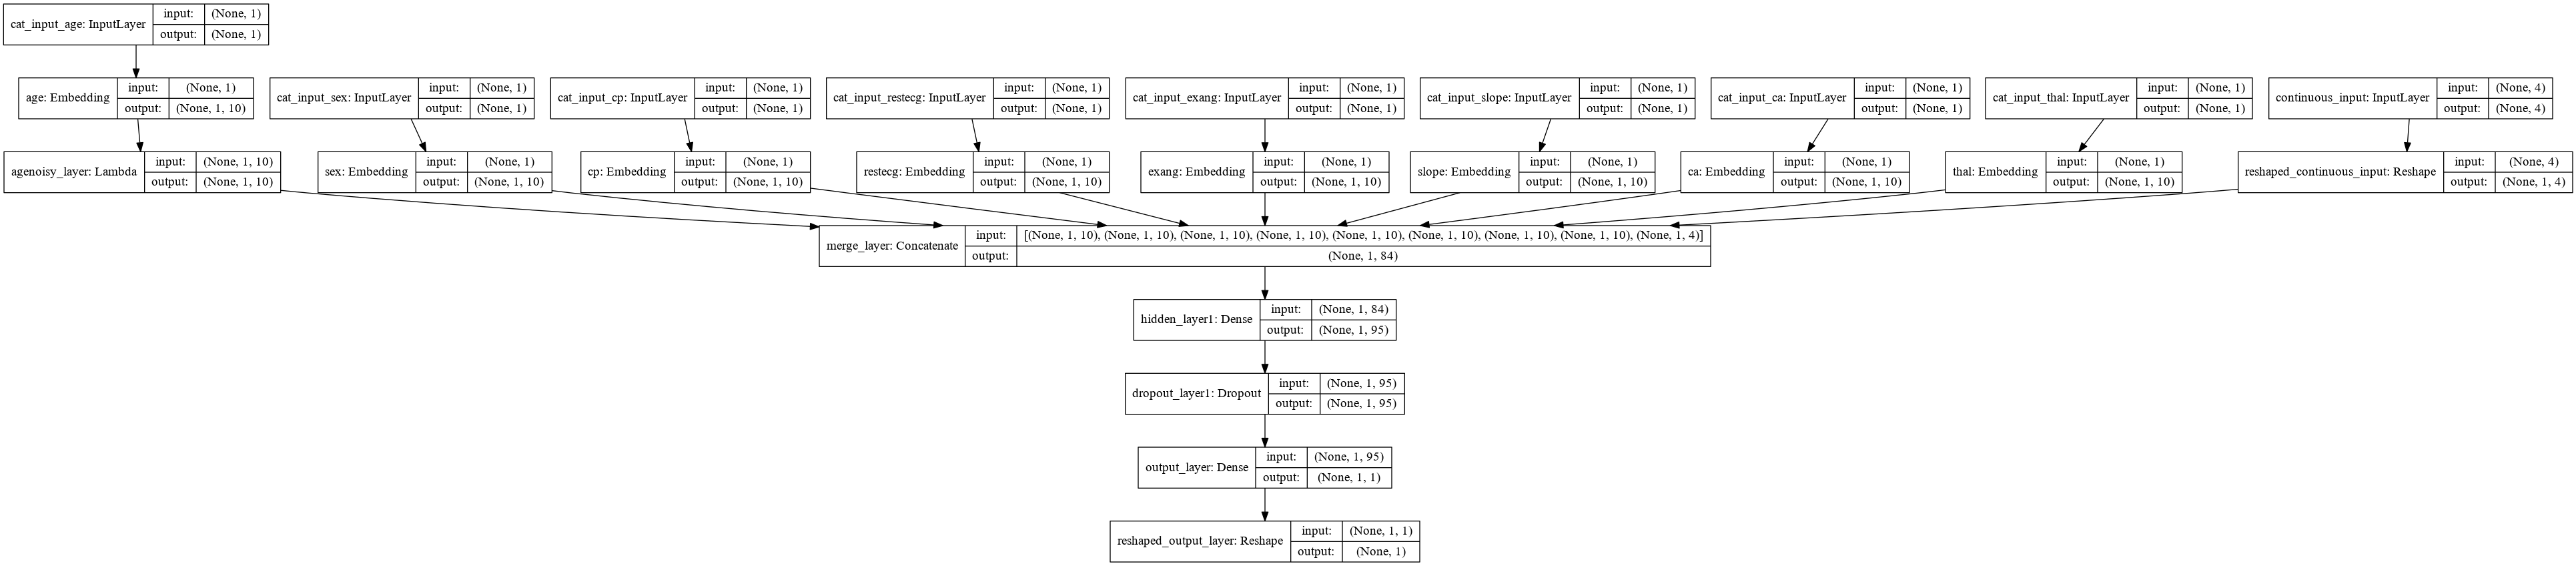 cat_input_age: InputLayer input: (None, 1)
output: (None, 1)
age: Embedding input: (None, 1)
output: (None, 1, 10)
cat_input_sex: InputLayer input: (None, 1)
output: (None, 1)
cat_input_cp: InputLayer input: (None, 1)
output: (None, 1)
cat_input_restecg: InputLayer input: (None, 1)
output: (None, 1)
cat_input_exang: InputLayer input: (None, 1)
output: (None, 1)
cat_input_slope: InputLayer input: (None, 1)
output: (None, 1)
cat_input_ca: InputLayer input: (None, 1)
output: (None, 1)
cat_input_thal: InputLayer input: (None, 1)
output: (None, 1)
continuous_input: InputLayer input: (None, 4)
output: (None, 4)
agenoisy_layer: Lambda input: (None, 1, 10)
output: (None, 1, 10)
sex: Embedding input: (None, 1)
output: (None, 1, 10)
cp: Embedding input: (None, 1)
output: (None, 1, 10)
restecg: Embedding input: (None, 1)
output: (None, 1, 10)
exang: Embedding input: (None, 1)
output: (None, 1, 10)
slope: Embedding input: (None, 1)
output: (None, 1, 10)
ca: Embedding input: (None, 1)
output: (None, 1, 10)
thal: Embedding input: (None, 1)
output: (None, 1, 10)
reshaped_continuous_input: Reshape input: (None, 4)
output: (None, 1, 4)
merge_layer: Concatenate input: [(None, 1, 10), (None, 1, 10), (None, 1, 10), (None, 1, 10), (None, 1, 10), (None, 1, 10), (None, 1, 10), (None, 1, 10), (None, 1, 4)]
output: (None, 1, 84)
hidden_layer1: Dense input: (None, 1, 84)
output: (None, 1, 95)
dropout_layer1: Dropout input: (None, 1, 95)
output: (None, 1, 95)
output_layer: Dense input: (None, 1, 95)
output: (None, 1, 1)
reshaped_output_layer: Reshape input: (None, 1, 1)
output: (None, 1)